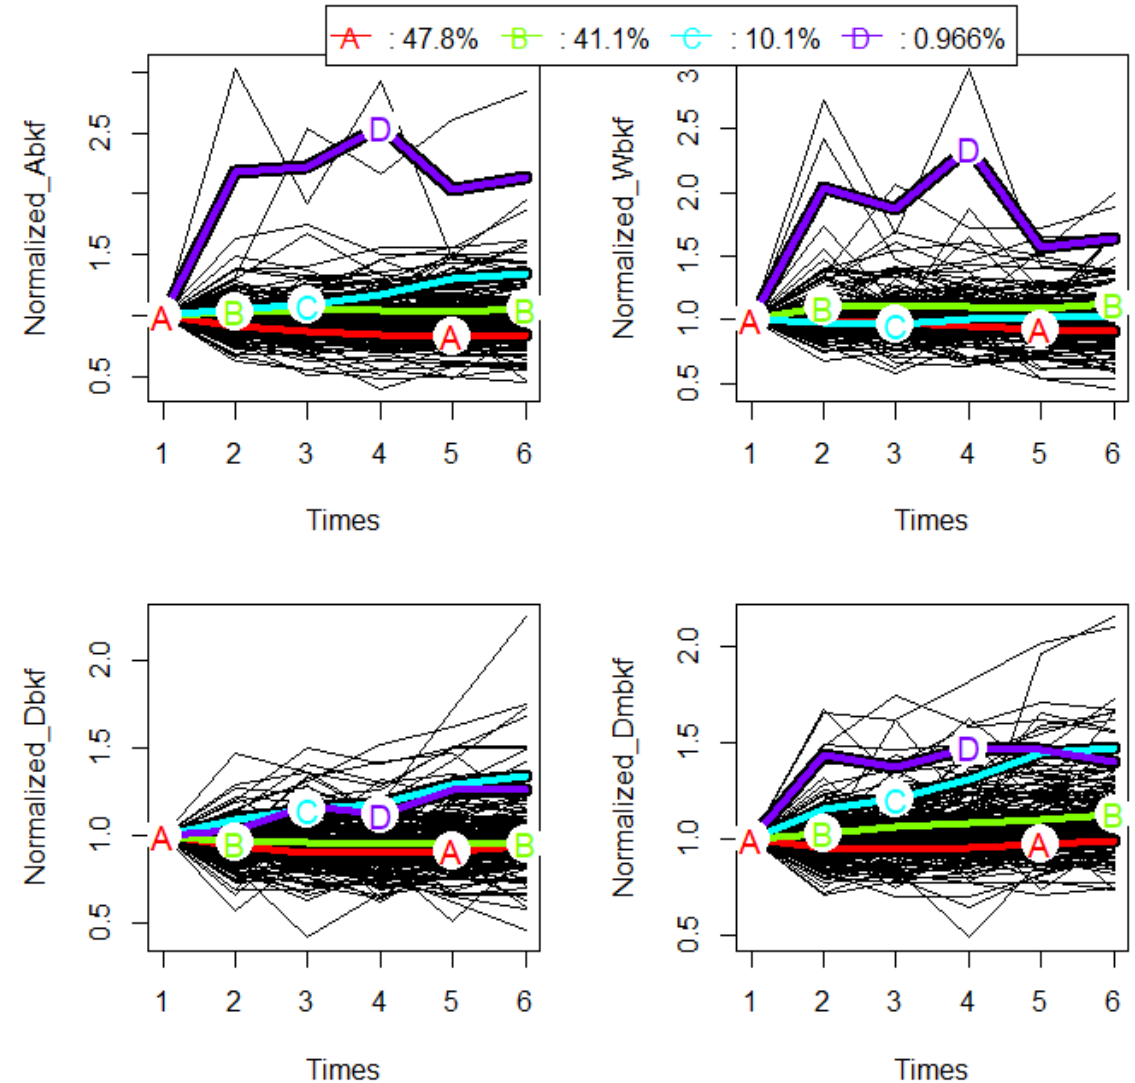 A : 47.8% B : 41.1% C : 10.1% D : 0.966%
Normalized_Abkf
0.5 1.5 2.5
A B C D A B
1 2 3 4 5 6
Times
Normalized_Wbkf
0.5 1.0 1.5 2.0 2.5 3
A B C D A B
1 2 3 4 5 6
Times
Normalized_Dbkf
0.5 1.0 1.5 2.0
A B C D A B
1 2 3 4 5 6
Times
Normalized_Dmbkf
0.5 1.0 1.5 2.0
A B C D A B
1 2 3 4 5 6
Times